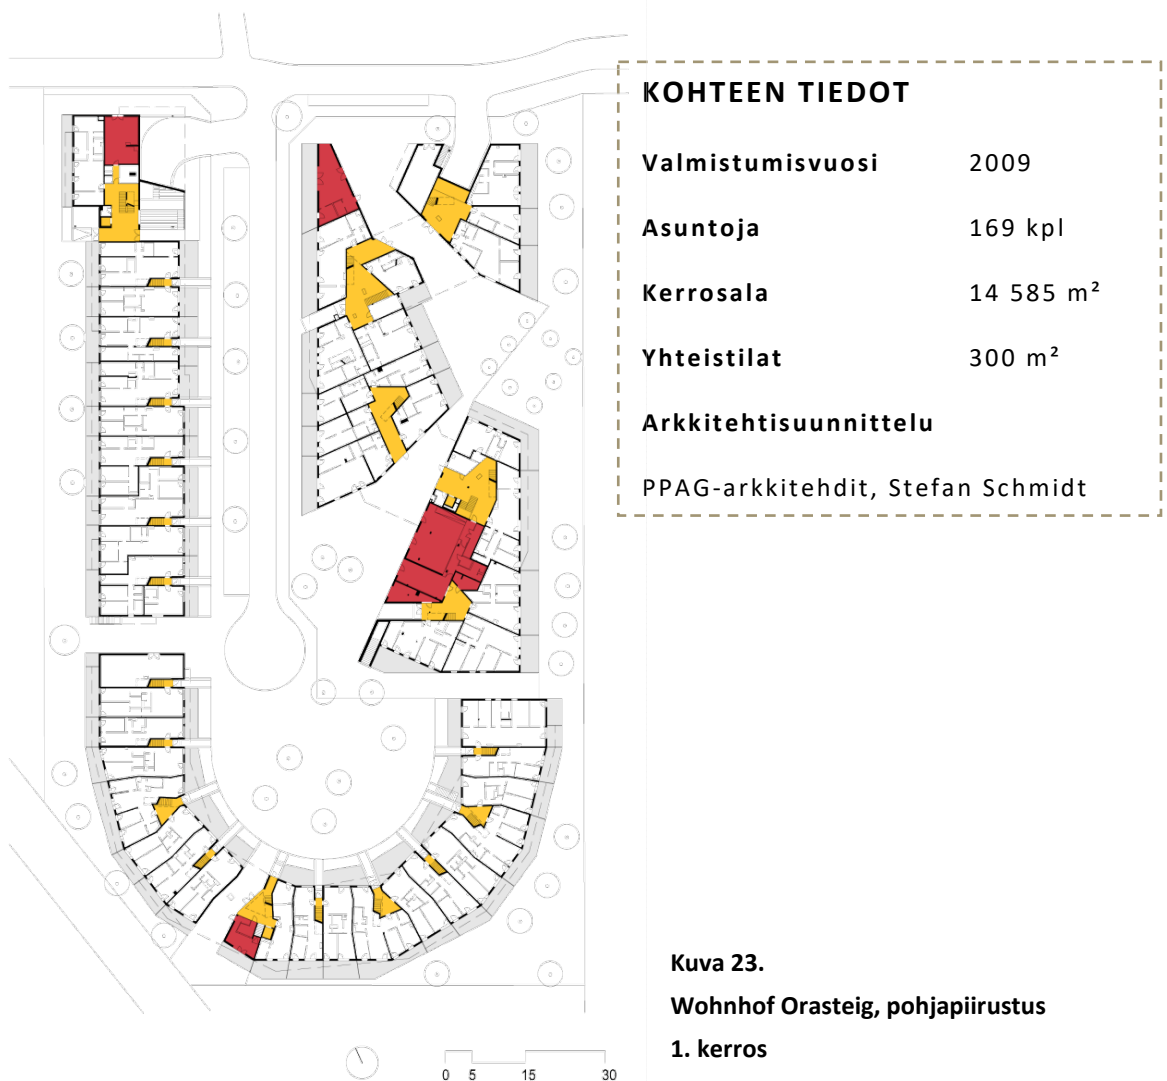 KOHTEEN TIEDOT
Valmistumisvuosi 2009
Asuntoja 169 kpl
Kerrosala 14 585 m²
Yhteistilat 300 m²
Arkkitehtisuunnittelu
PPAG-arkkitehdit, Stefan Schmidt
Kuva 23.
Wohnhof Orasteig, pohjapiirustus
1. kerros
0 5 15 30